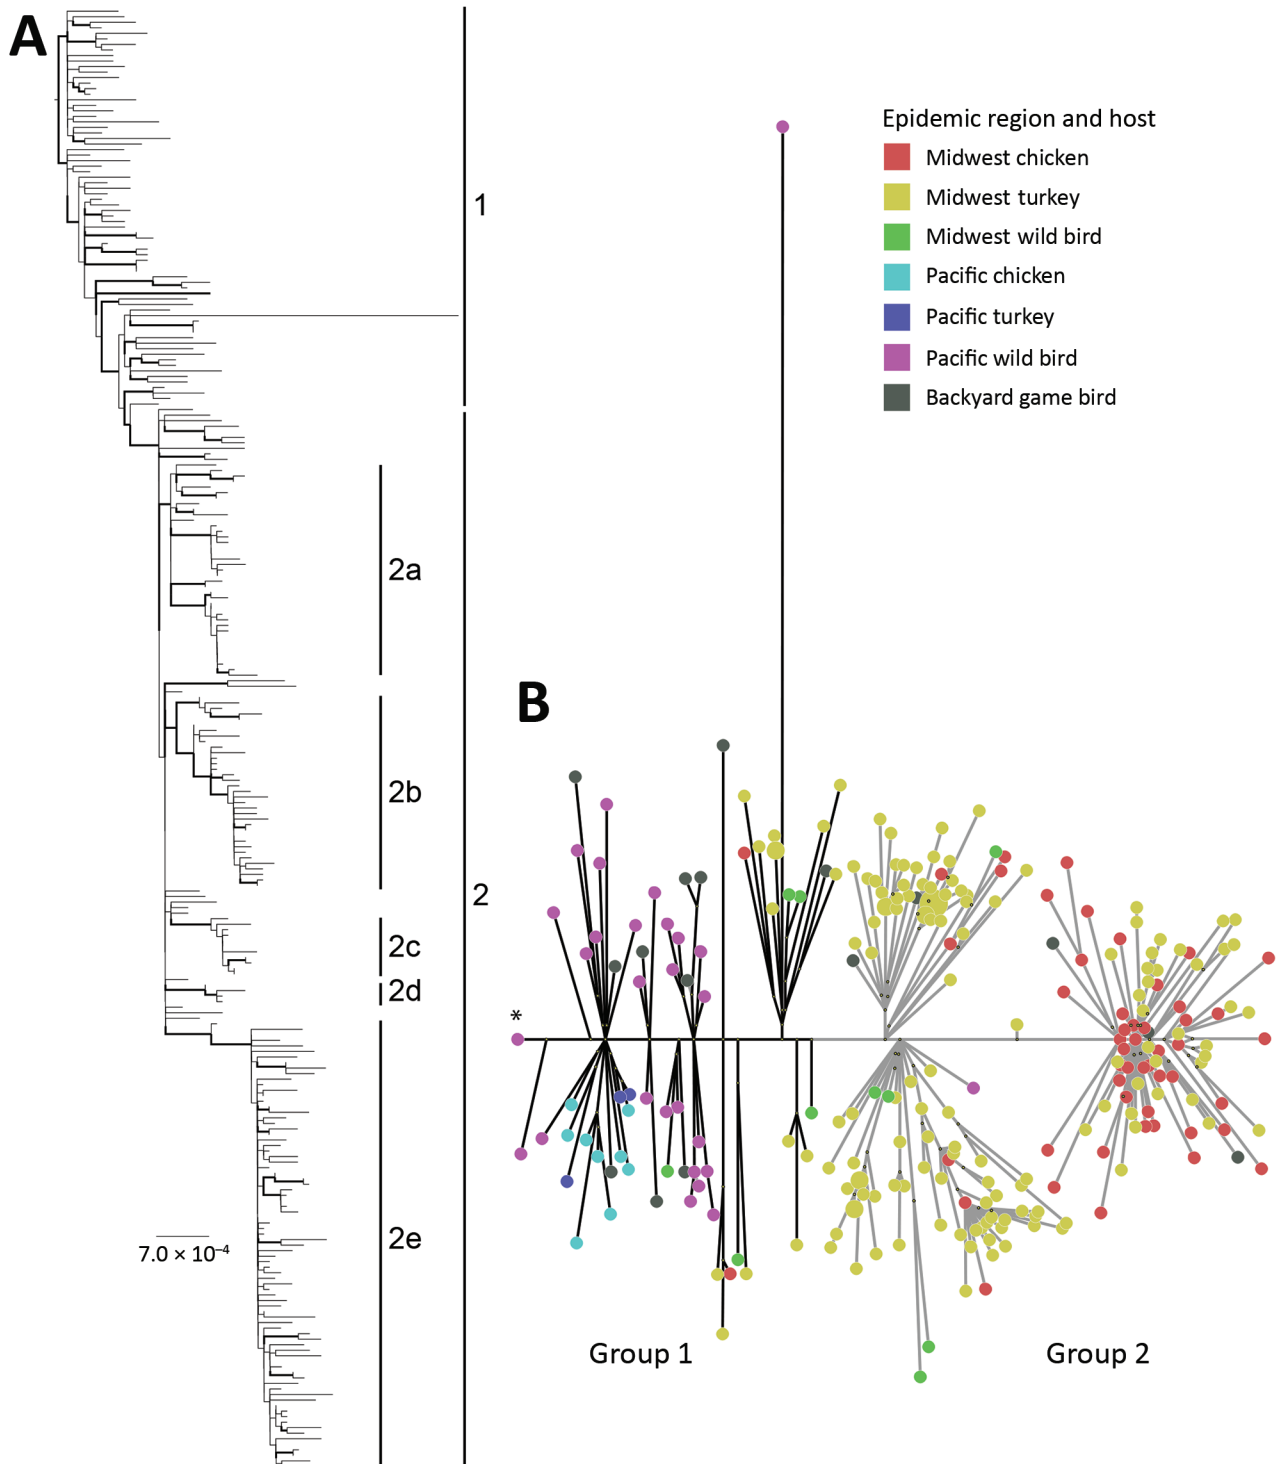 A
1
Epidemic region and host
Midwest chicken
Midwest turkey
Midwest wild bird
Pacific chicken
Pacific turkey
Pacific wild bird
Backyard game bird
2a
B
2b
2
2c
2d
*
2e
7.0 × 10⁻⁴
Group 1
Group 2